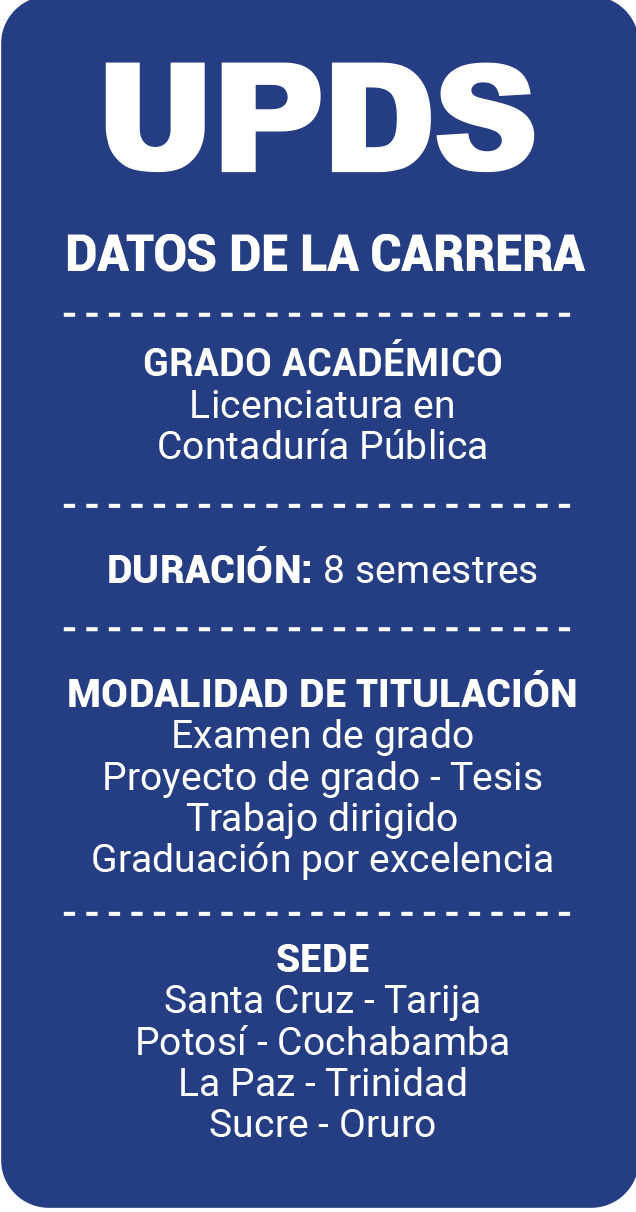 UPDS
DATOS DE LA CARRERA
GRADO ACADÉMICO
Licenciatura en
Contaduría Pública
DURACIÓN: 8 semestres
MODALIDAD DE TITULACIÓN
Examen de grado
Proyecto de grado - Tesis
Trabajo dirigido
Graduación por excelencia
SEDE
Santa Cruz - Tarija
Potosí - Cochabamba
La Paz - Trinidad
Sucre - Oruro